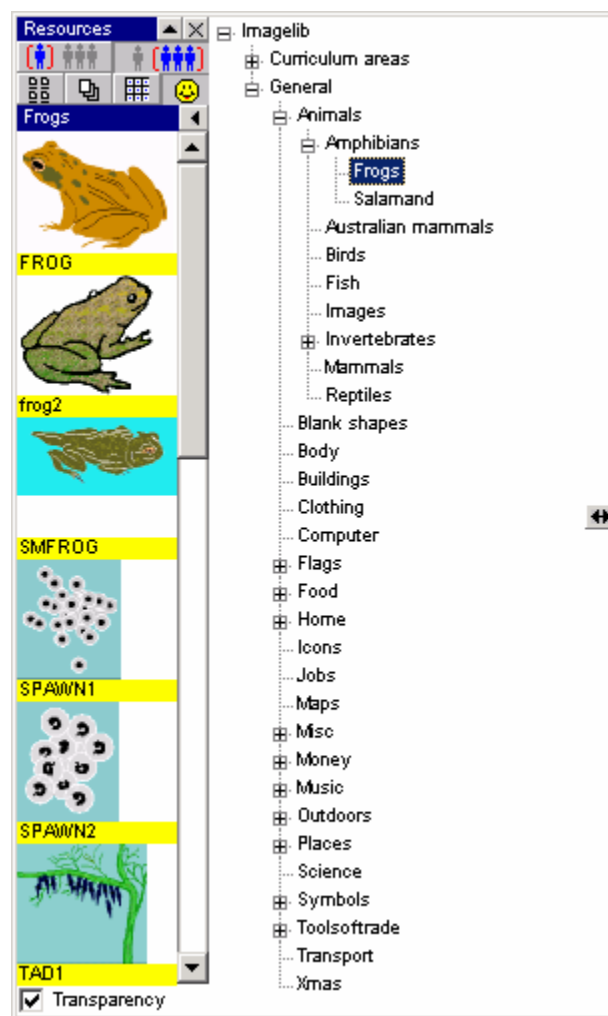 Resources
Frogs
FROG
frog2
SMFROG
SPAWN1
SPAWN2
TAD1
Transparency
Imagelib
Curriculum areas
General
Animals
Amphibians
Frogs
Salamand
Australian mammals
Birds
Fish
Images
Invertebrates
Mammals
Reptiles
Blank shapes
Body
Buildings
Clothing
Computer
Flags
Food
Home
Icons
Jobs
Maps
Misc
Money
Music
Outdoors
Places
Science
Symbols
Toolsoftrade
Transport
Xmas